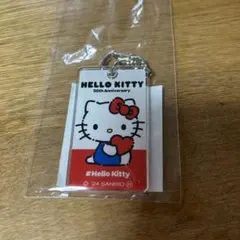 HELLO KITTY
50th Anniversary
#Hello Kitty
© '24 SANRIO